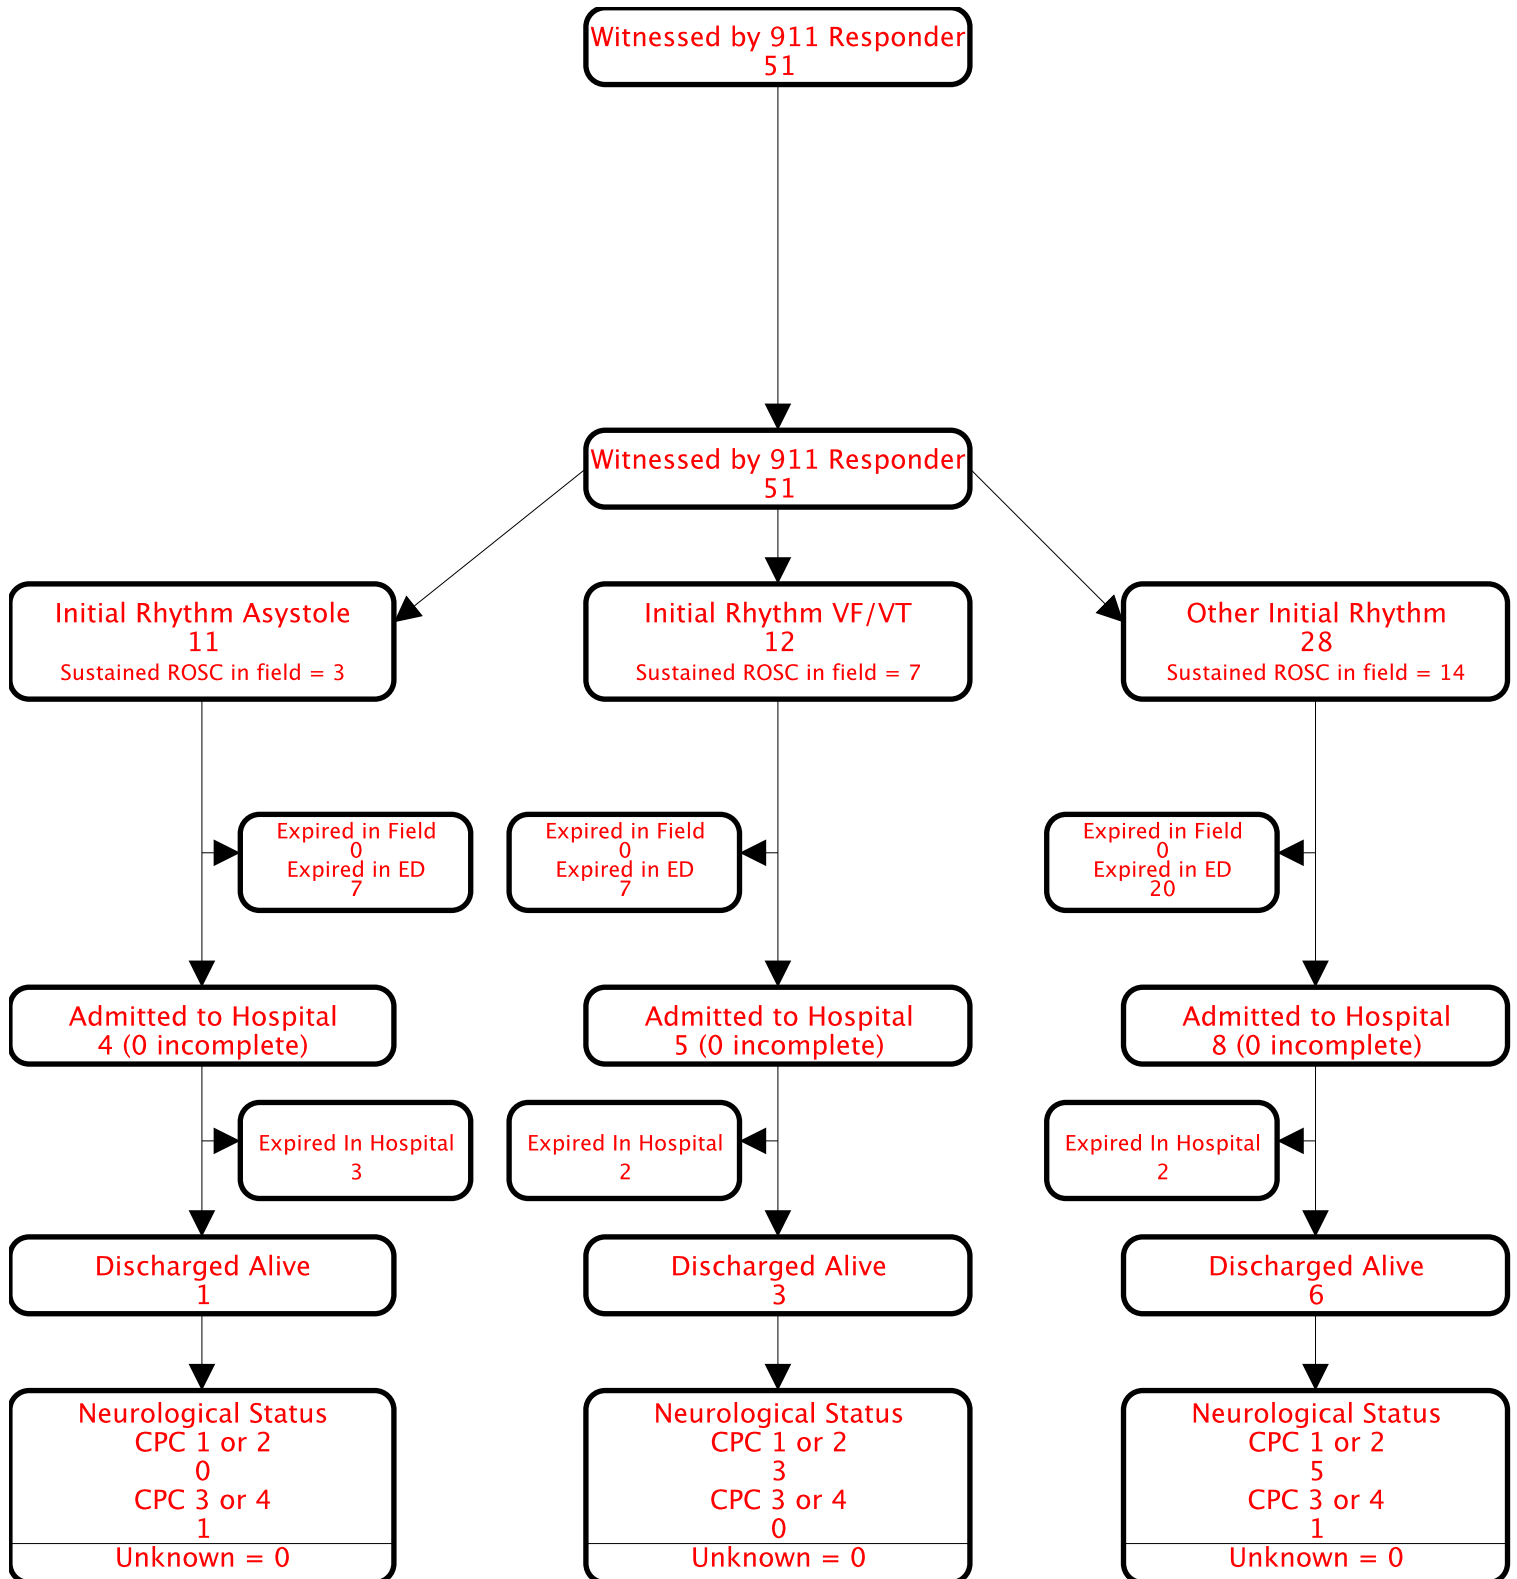 Witnessed by 911 Responder
51
Witnessed by 911 Responder
51
Initial Rhythm Asystole
11
Sustained ROSC in field = 3
Initial Rhythm VF/VT
12
Sustained ROSC in field = 7
Other Initial Rhythm
28
Sustained ROSC in field = 14
Expired in Field
0
Expired in ED
7
Expired in Field
0
Expired in ED
7
Expired in Field
0
Expired in ED
20
Admitted to Hospital
4 (0 incomplete)
Admitted to Hospital
5 (0 incomplete)
Admitted to Hospital
8 (0 incomplete)
Expired In Hospital
3
Expired In Hospital
2
Expired In Hospital
2
Discharged Alive
1
Discharged Alive
3
Discharged Alive
6
Neurological Status
CPC 1 or 2
0
CPC 3 or 4
1
Unknown = 0
Neurological Status
CPC 1 or 2
3
CPC 3 or 4
0
Unknown = 0
Neurological Status
CPC 1 or 2
5
CPC 3 or 4
1
Unknown = 0